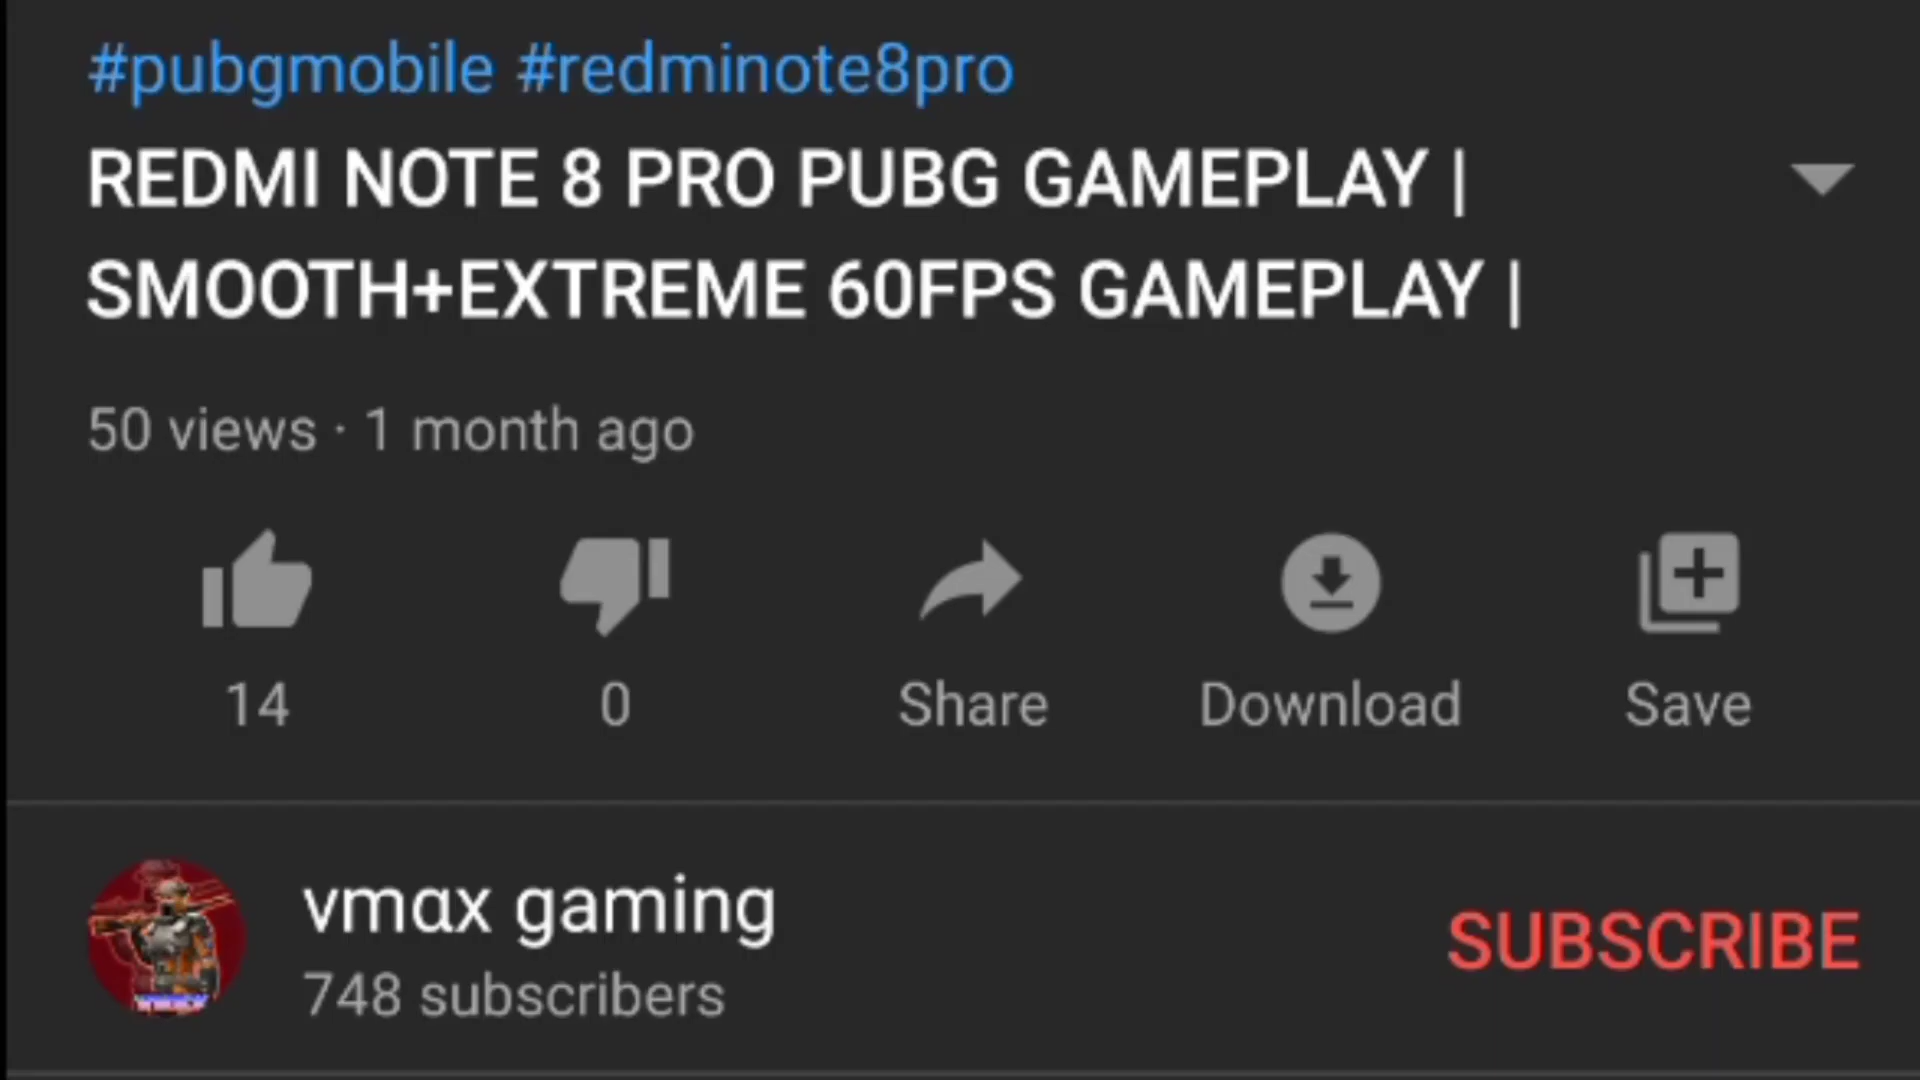 #pubgmobile #redminote8pro
REDMI NOTE 8 PRO PUBG GAMEPLAY |
SMOOTH+EXTREME 60FPS GAMEPLAY |
50 views · 1 month ago
14
0
Share
Download
Save
vmax gaming
SUBSCRIBE
748 subscribers